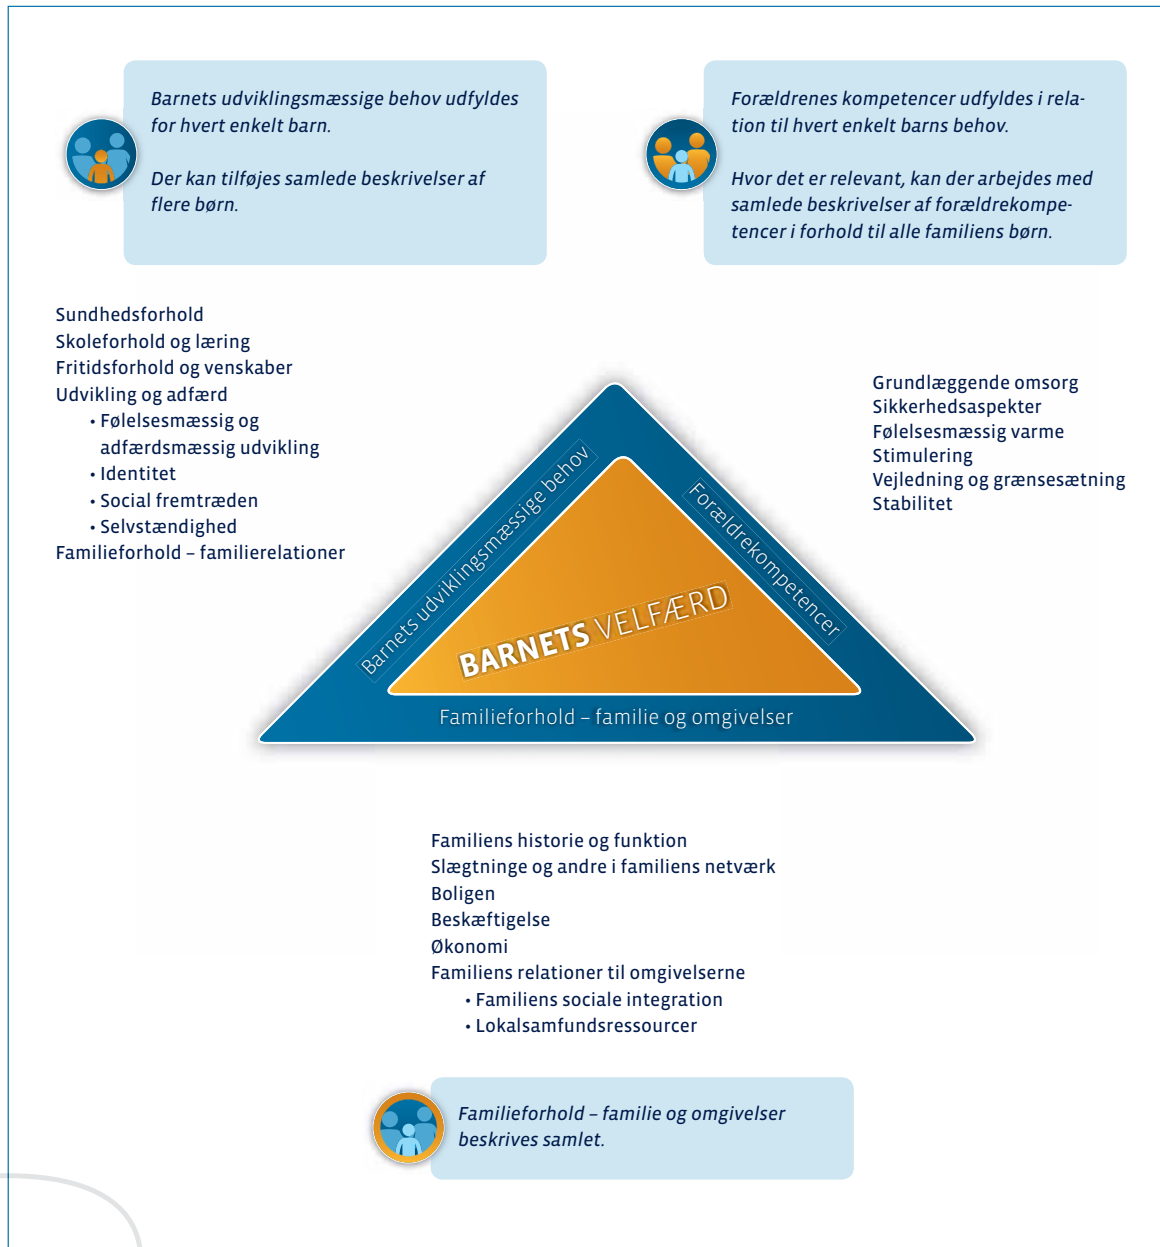 Barnets udviklingsmæssige behov udfyldes
for hvert enkelt barn.
Der kan tilføjes samlede beskrivelser af
flere børn.
Forældrenes kompetencer udfyldes i rela-
tion til hvert enkelt barns behov.
Hvor det er relevant, kan der arbejdes med
samlede beskrivelser af forældrekompe-
tencer i forhold til alle familiens børn.
Sundhedsforhold
Skoleforhold og læring
Fritidsforhold og venskaber
Udvikling og adfærd
• Følelsesmæssig og
adfærdsmæssig udvikling
• Identitet
• Social fremtræden
• Selvstændighed
Familieforhold – familierelationer
Grundlæggende omsorg
Sikkerhedsaspekter
Følelsesmæssig varme
Stimulering
Vejledning og grænsesætning
Stabilitet
Barnets udviklingsmæssige behov
Forældrekompetencer
BARNETS VELFÆRD
Familieforhold – familie og omgivelser
Familiens historie og funktion
Slægtninge og andre i familiens netværk
Boligen
Beskæftigelse
Økonomi
Familiens relationer til omgivelserne
• Familiens sociale integration
• Lokalsamfundsressourcer
Familieforhold – familie og omgivelser
beskrives samlet.